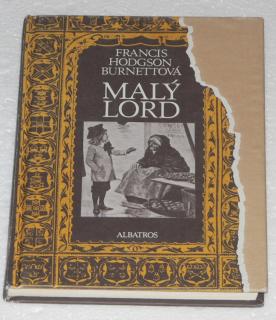 FRANCIS
HODGSON
BURNETTOVÁ
MALÝ
LORD
ALBATROS